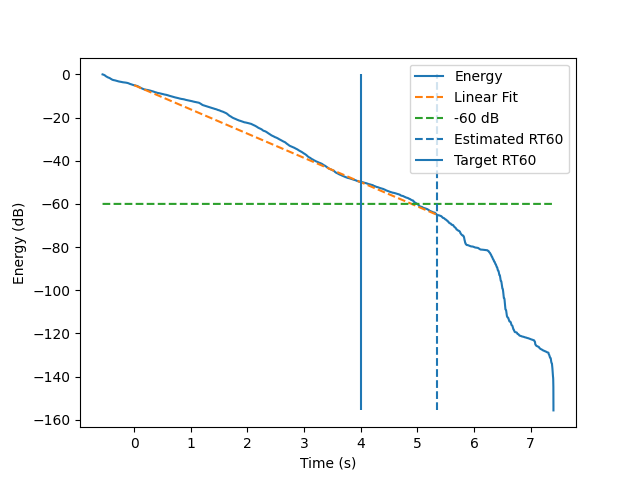 Energy
Linear Fit
-60 dB
Estimated RT60
Target RT60
0
−20
−40
−60
−80
−100
−120
−140
−160
Energy (dB)
0 1 2 3 4 5 6 7
Time (s)